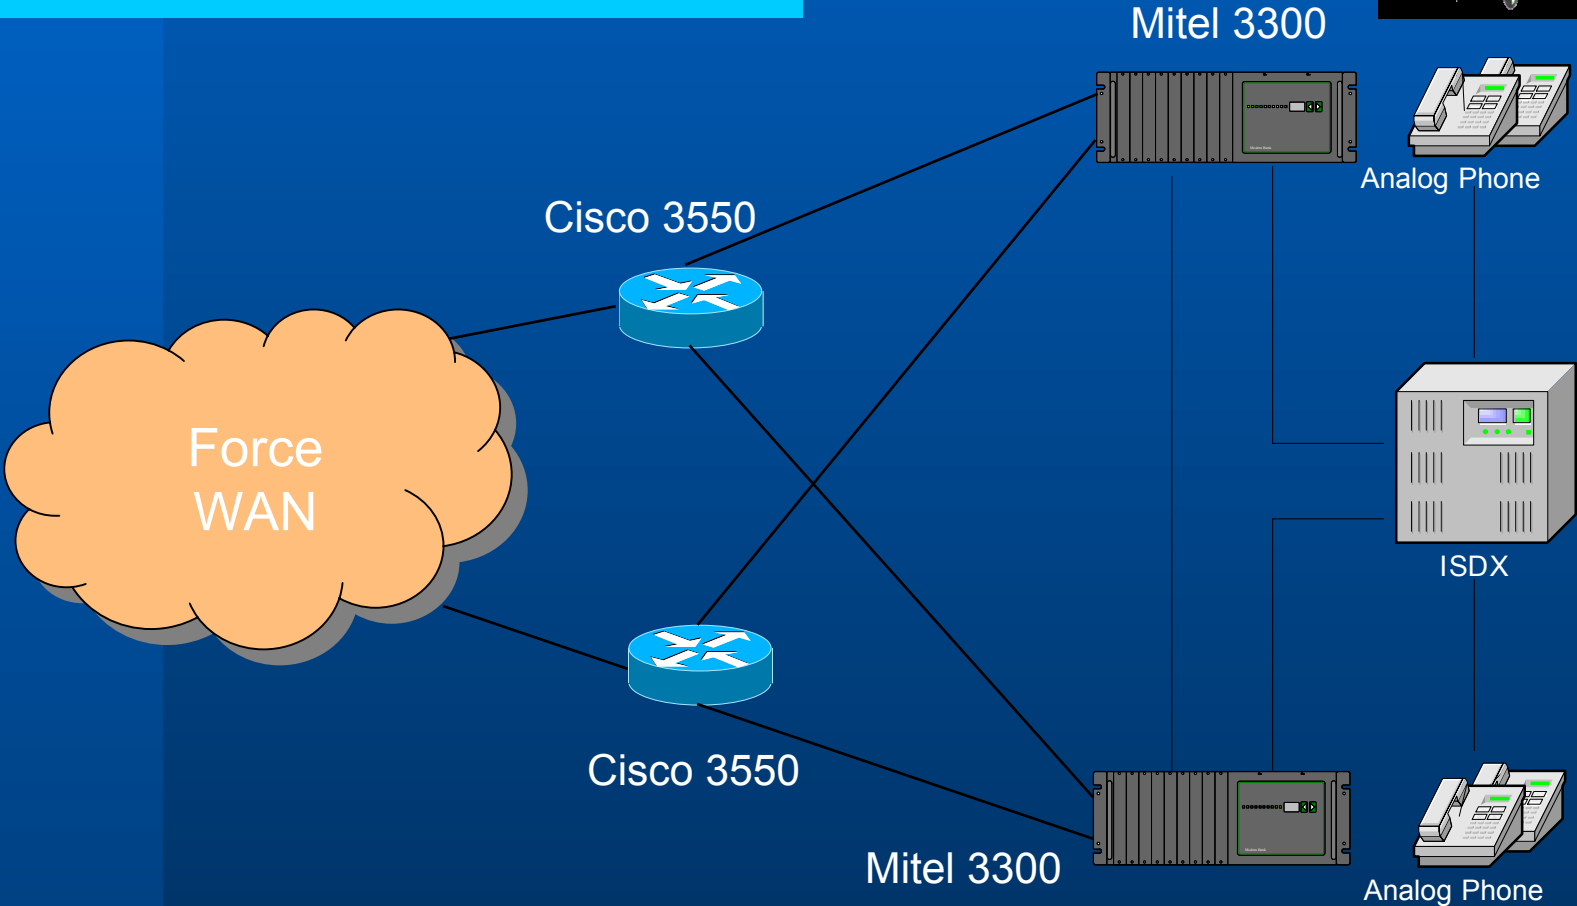 Mitel 3300
Analog Phone
Cisco 3550
Force
WAN
ISDX
Cisco 3550
Mitel 3300
Analog Phone